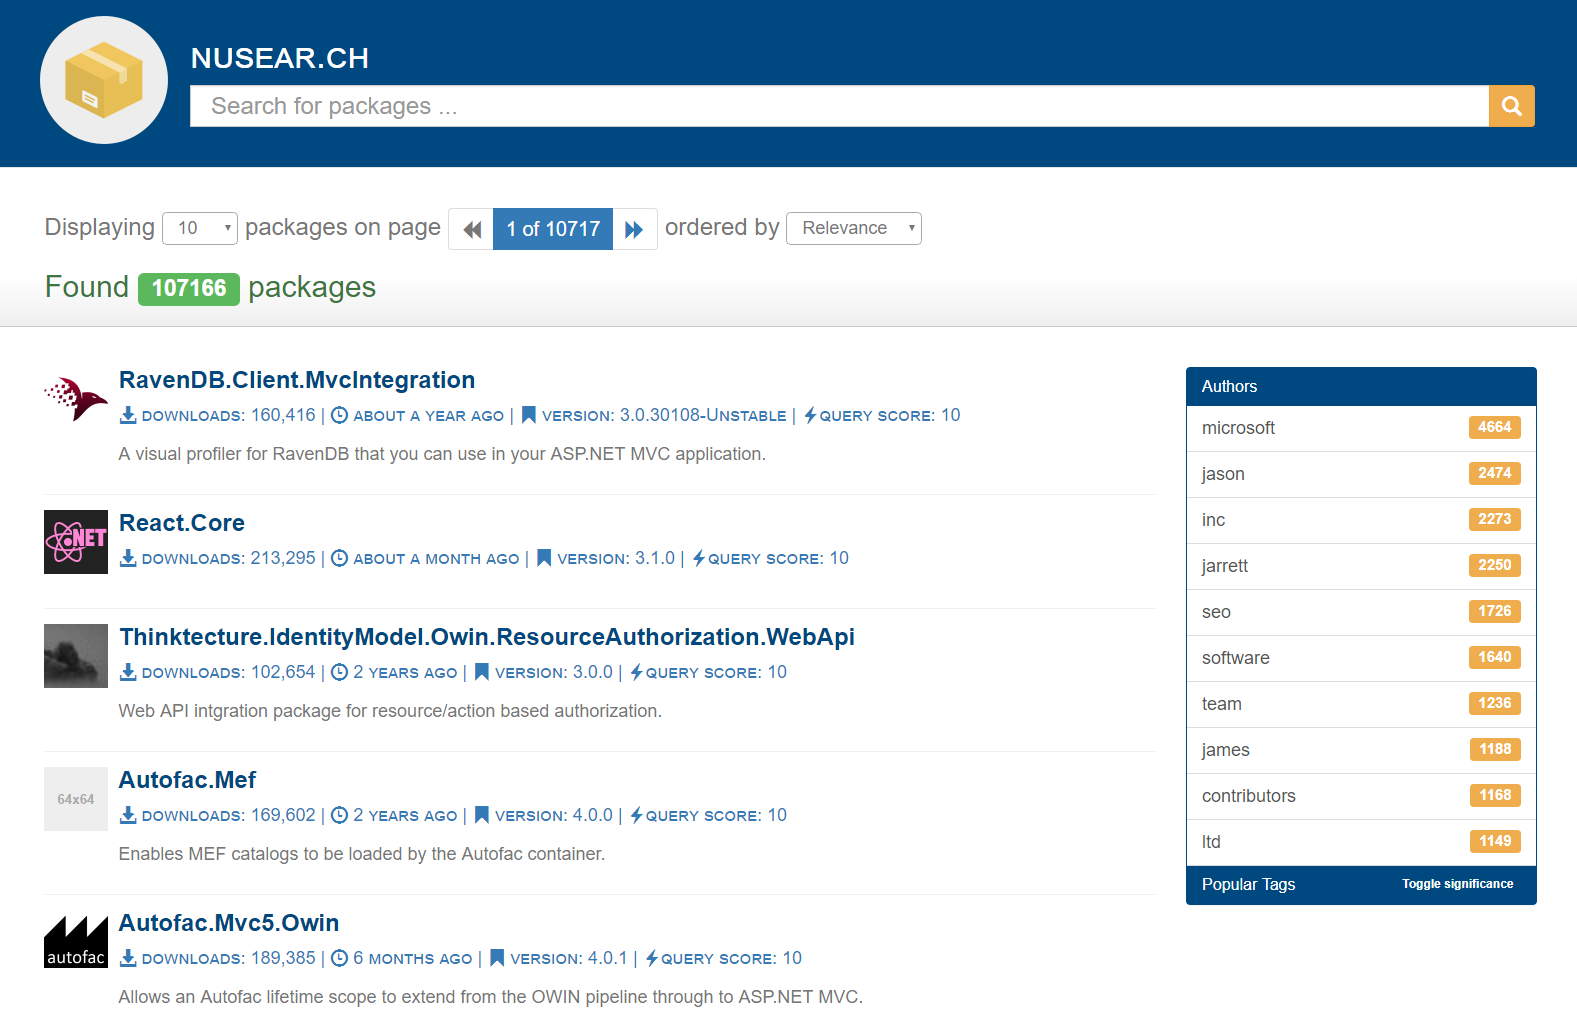 NUSEAR.CH
Search for packages ...
Displaying 10 packages on page 1 of 10717 ordered by Relevance
Found 107166 packages
RavenDB.Client.MvcIntegration
DOWNLOADS: 160,416 | ABOUT A YEAR AGO | VERSION: 3.0.30108-UNSTABLE | QUERY SCORE: 10
A visual profiler for RavenDB that you can use in your ASP.NET MVC application.
.NET
React.Core
DOWNLOADS: 213,295 | ABOUT A MONTH AGO | VERSION: 3.1.0 | QUERY SCORE: 10
Thinktecture.IdentityModel.Owin.ResourceAuthorization.WebApi
DOWNLOADS: 102,654 | 2 YEARS AGO | VERSION: 3.0.0 | QUERY SCORE: 10
Web API intgration package for resource/action based authorization.
64x64
Autofac.Mef
DOWNLOADS: 169,602 | 2 YEARS AGO | VERSION: 4.0.0 | QUERY SCORE: 10
Enables MEF catalogs to be loaded by the Autofac container.
autofac
Autofac.Mvc5.Owin
DOWNLOADS: 189,385 | 6 MONTHS AGO | VERSION: 4.0.1 | QUERY SCORE: 10
Allows an Autofac lifetime scope to extend from the OWIN pipeline through to ASP.NET MVC.
Authors
microsoft 4664
jason 2474
inc 2273
jarrett 2250
seo 1726
software 1640
team 1236
james 1188
contributors 1168
ltd 1149
Popular Tags Toggle significance